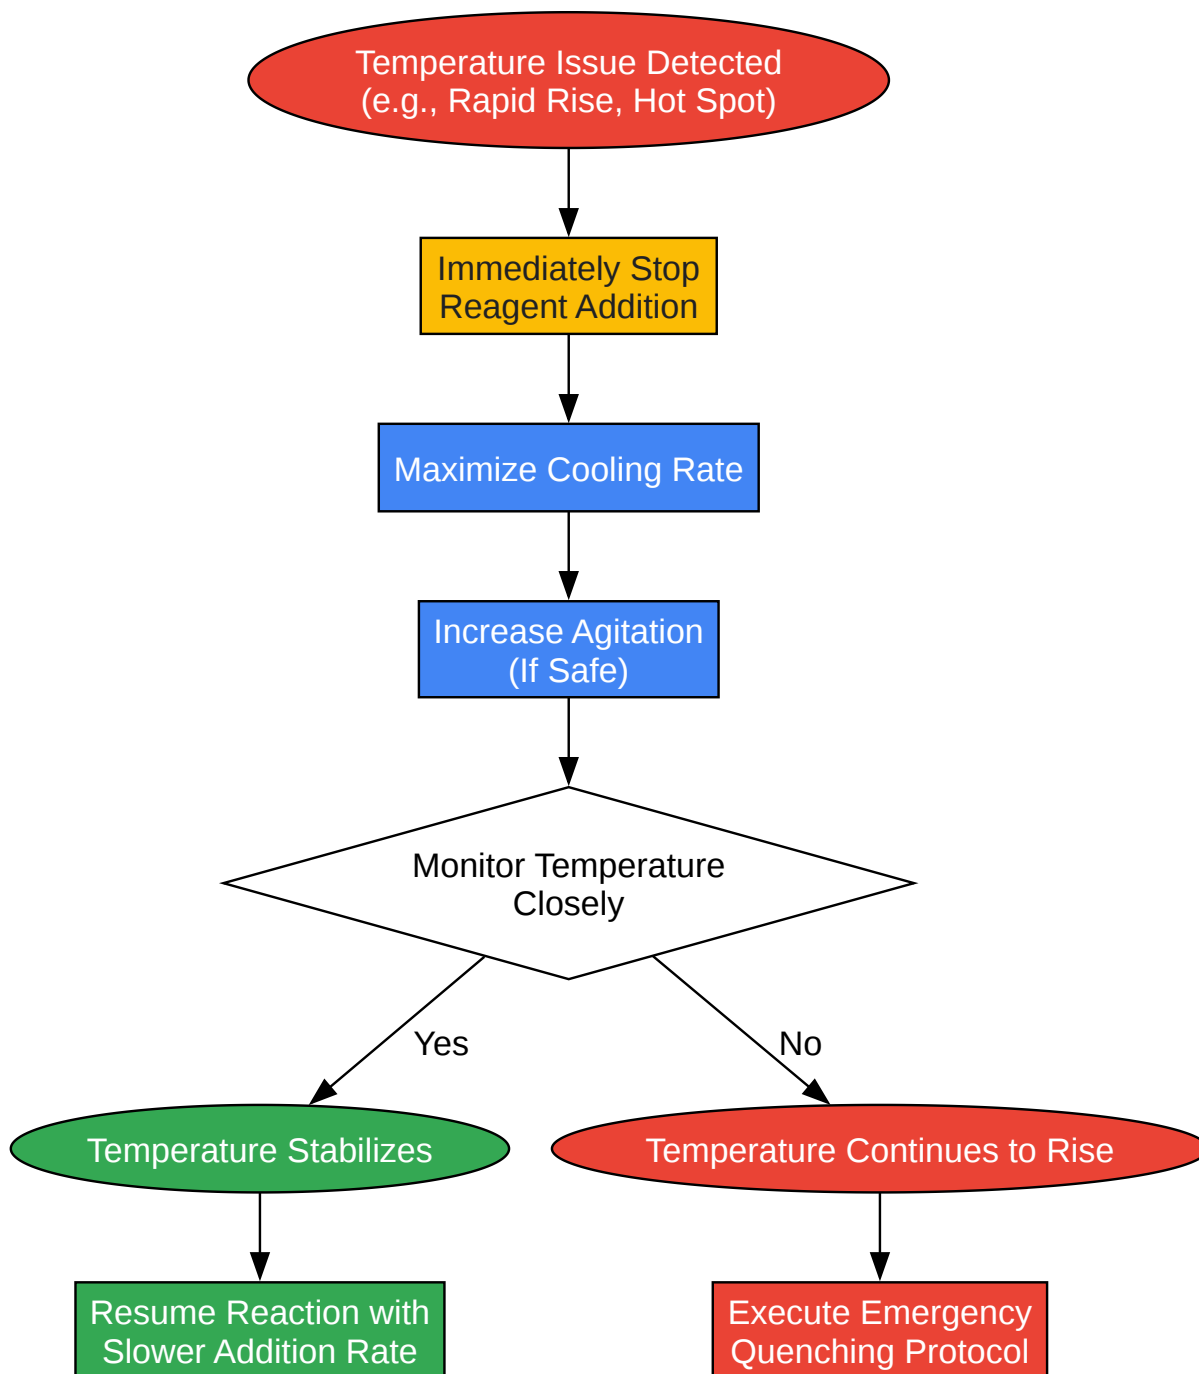 Temperature Issue Detected
(e.g., Rapid Rise, Hot Spot)
Immediately Stop
Reagent Addition
Maximize Cooling Rate
Increase Agitation
(If Safe)
Monitor Temperature
Closely
Yes
No
Temperature Stabilizes
Temperature Continues to Rise
Resume Reaction with
Slower Addition Rate
Execute Emergency
Quenching Protocol